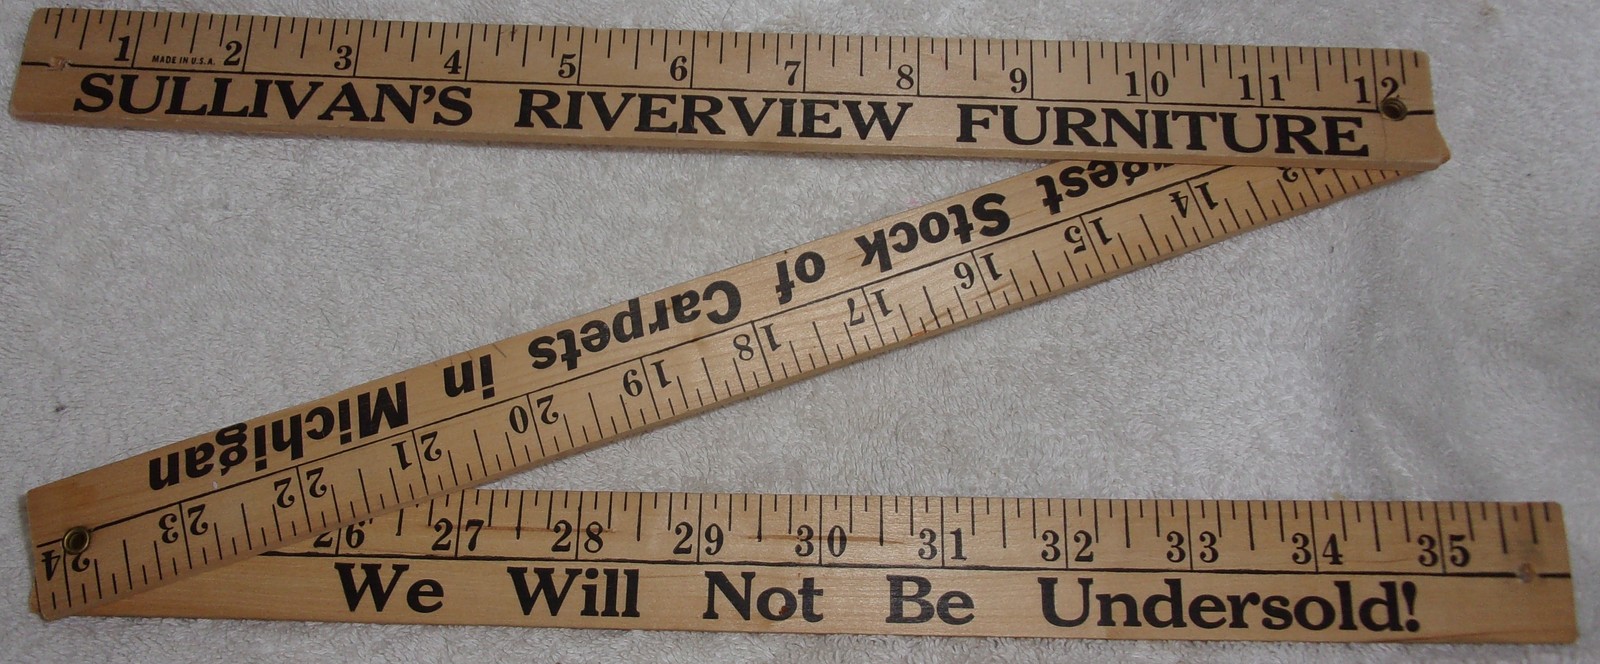 1 2 3 4 5 6 7 8 9 10 11 12
MADE IN U.S.A.
SULLIVAN'S RIVERVIEW FURNITURE
14 15 16 17 18 19 20 21 22 23 24
Stock of Carpets in Michigan
26 27 28 29 30 31 32 33 34 35
We Will Not Be Undersold!